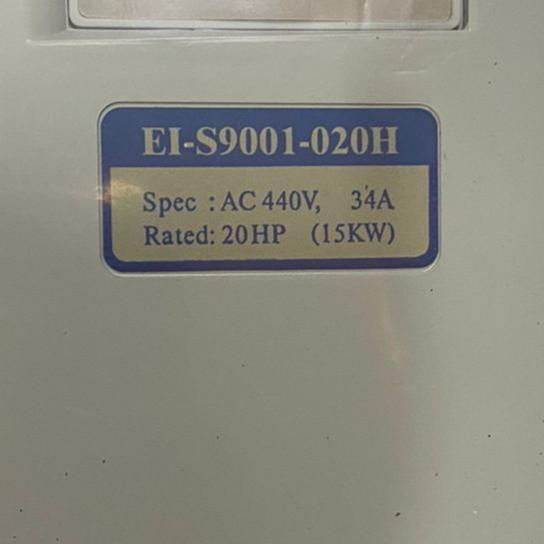 EI-S9001-020H
Spec : AC 440V, 34A
Rated: 20HP (15KW)